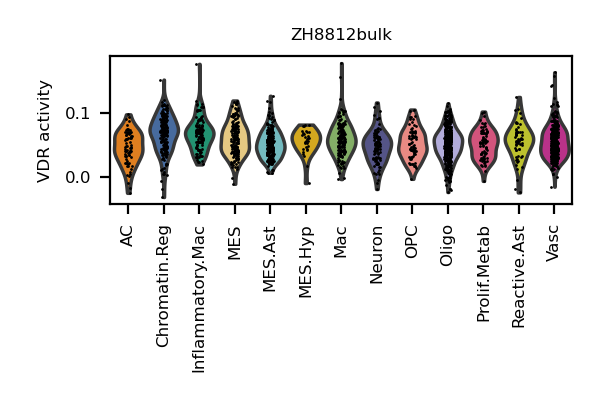 ZH8812bulk
VDR activity
0.1
0.0
AC
Chromatin.Reg
Inflammatory.Mac
MES
MES.Ast
MES.Hyp
Mac
Neuron
OPC
Oligo
Prolif.Metab
Reactive.Ast
Vasc